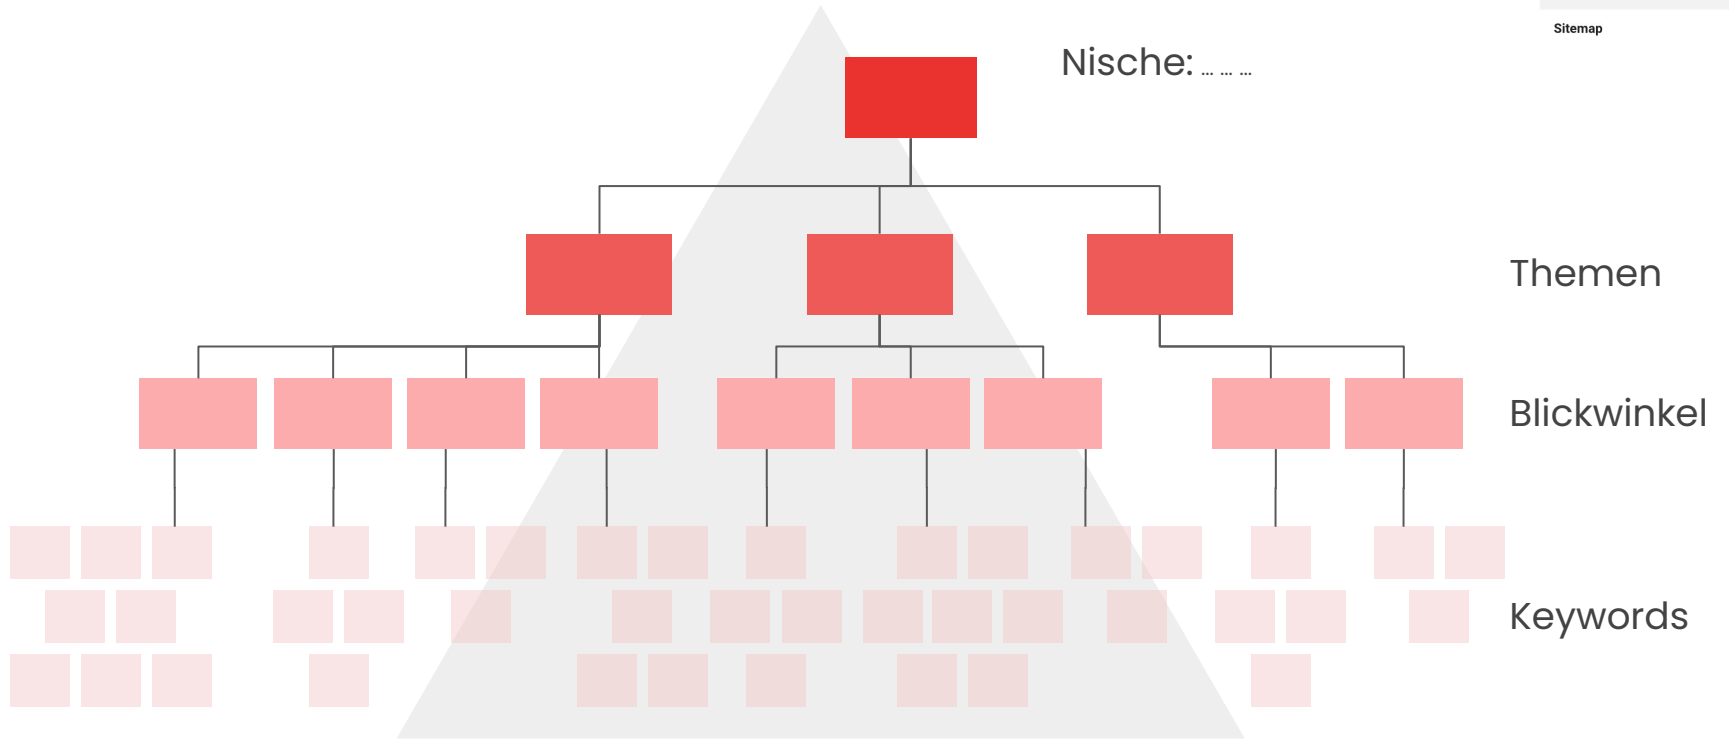 Sitemap
Nische: ... ... ...
Themen
Blickwinkel
Keywords